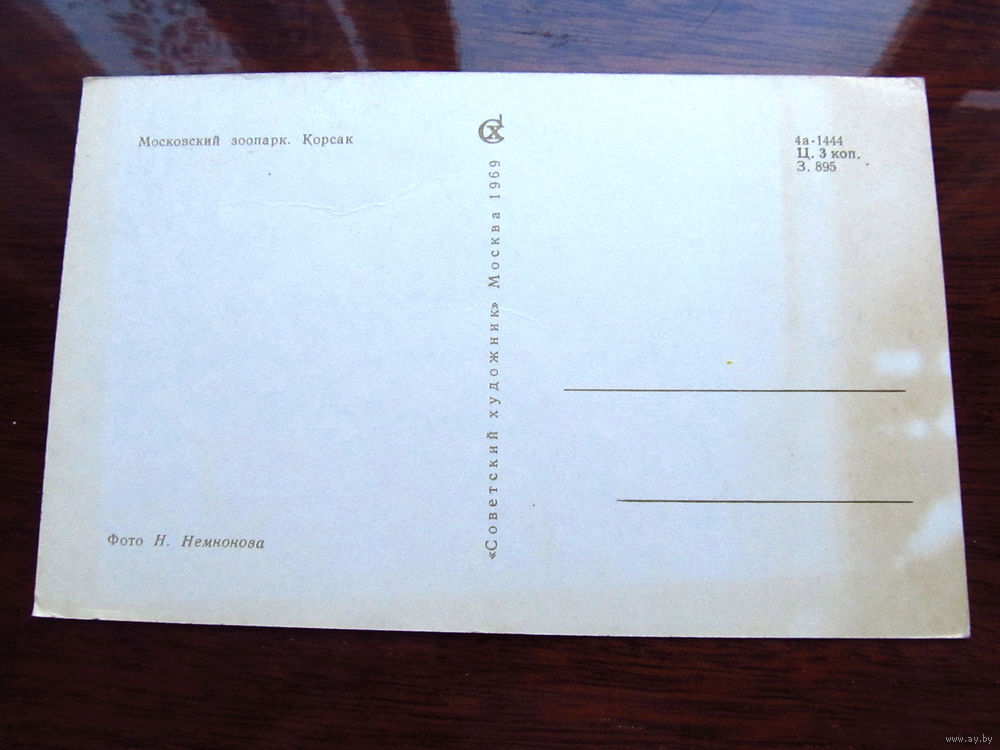 Московский зоопарк. Корсак
СХ
4а-1444
Ц. 3 коп.
З. 895
«Советский художник» Москва 1969
Фото Н. Немнонова
www.ay.by